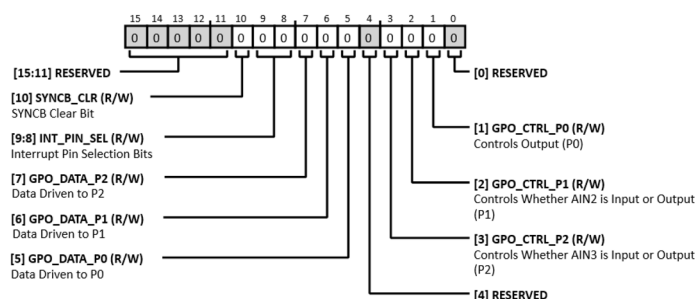 15 14 13 12 11 10 9 8 7 6 5 4 3 2 1 0
0 0 0 0 0 0 0 0 0 0 0 0 0 0 0 0
[15:11] RESERVED
[10] SYNCB_CLR (R/W)
SYNCB Clear Bit
[9:8] INT_PIN_SEL (R/W)
Interrupt Pin Selection Bits
[7] GPO_DATA_P2 (R/W)
Data Driven to P2
[6] GPO_DATA_P1 (R/W)
Data Driven to P1
[5] GPO_DATA_P0 (R/W)
Data Driven to P0
[0] RESERVED
[1] GPO_CTRL_P0 (R/W)
Controls Output (P0)
[2] GPO_CTRL_P1 (R/W)
Controls Whether AIN2 is Input or Output
(P1)
[3] GPO_CTRL_P2 (R/W)
Controls Whether AIN3 is Input or Output
(P2)
[4] RESERVED